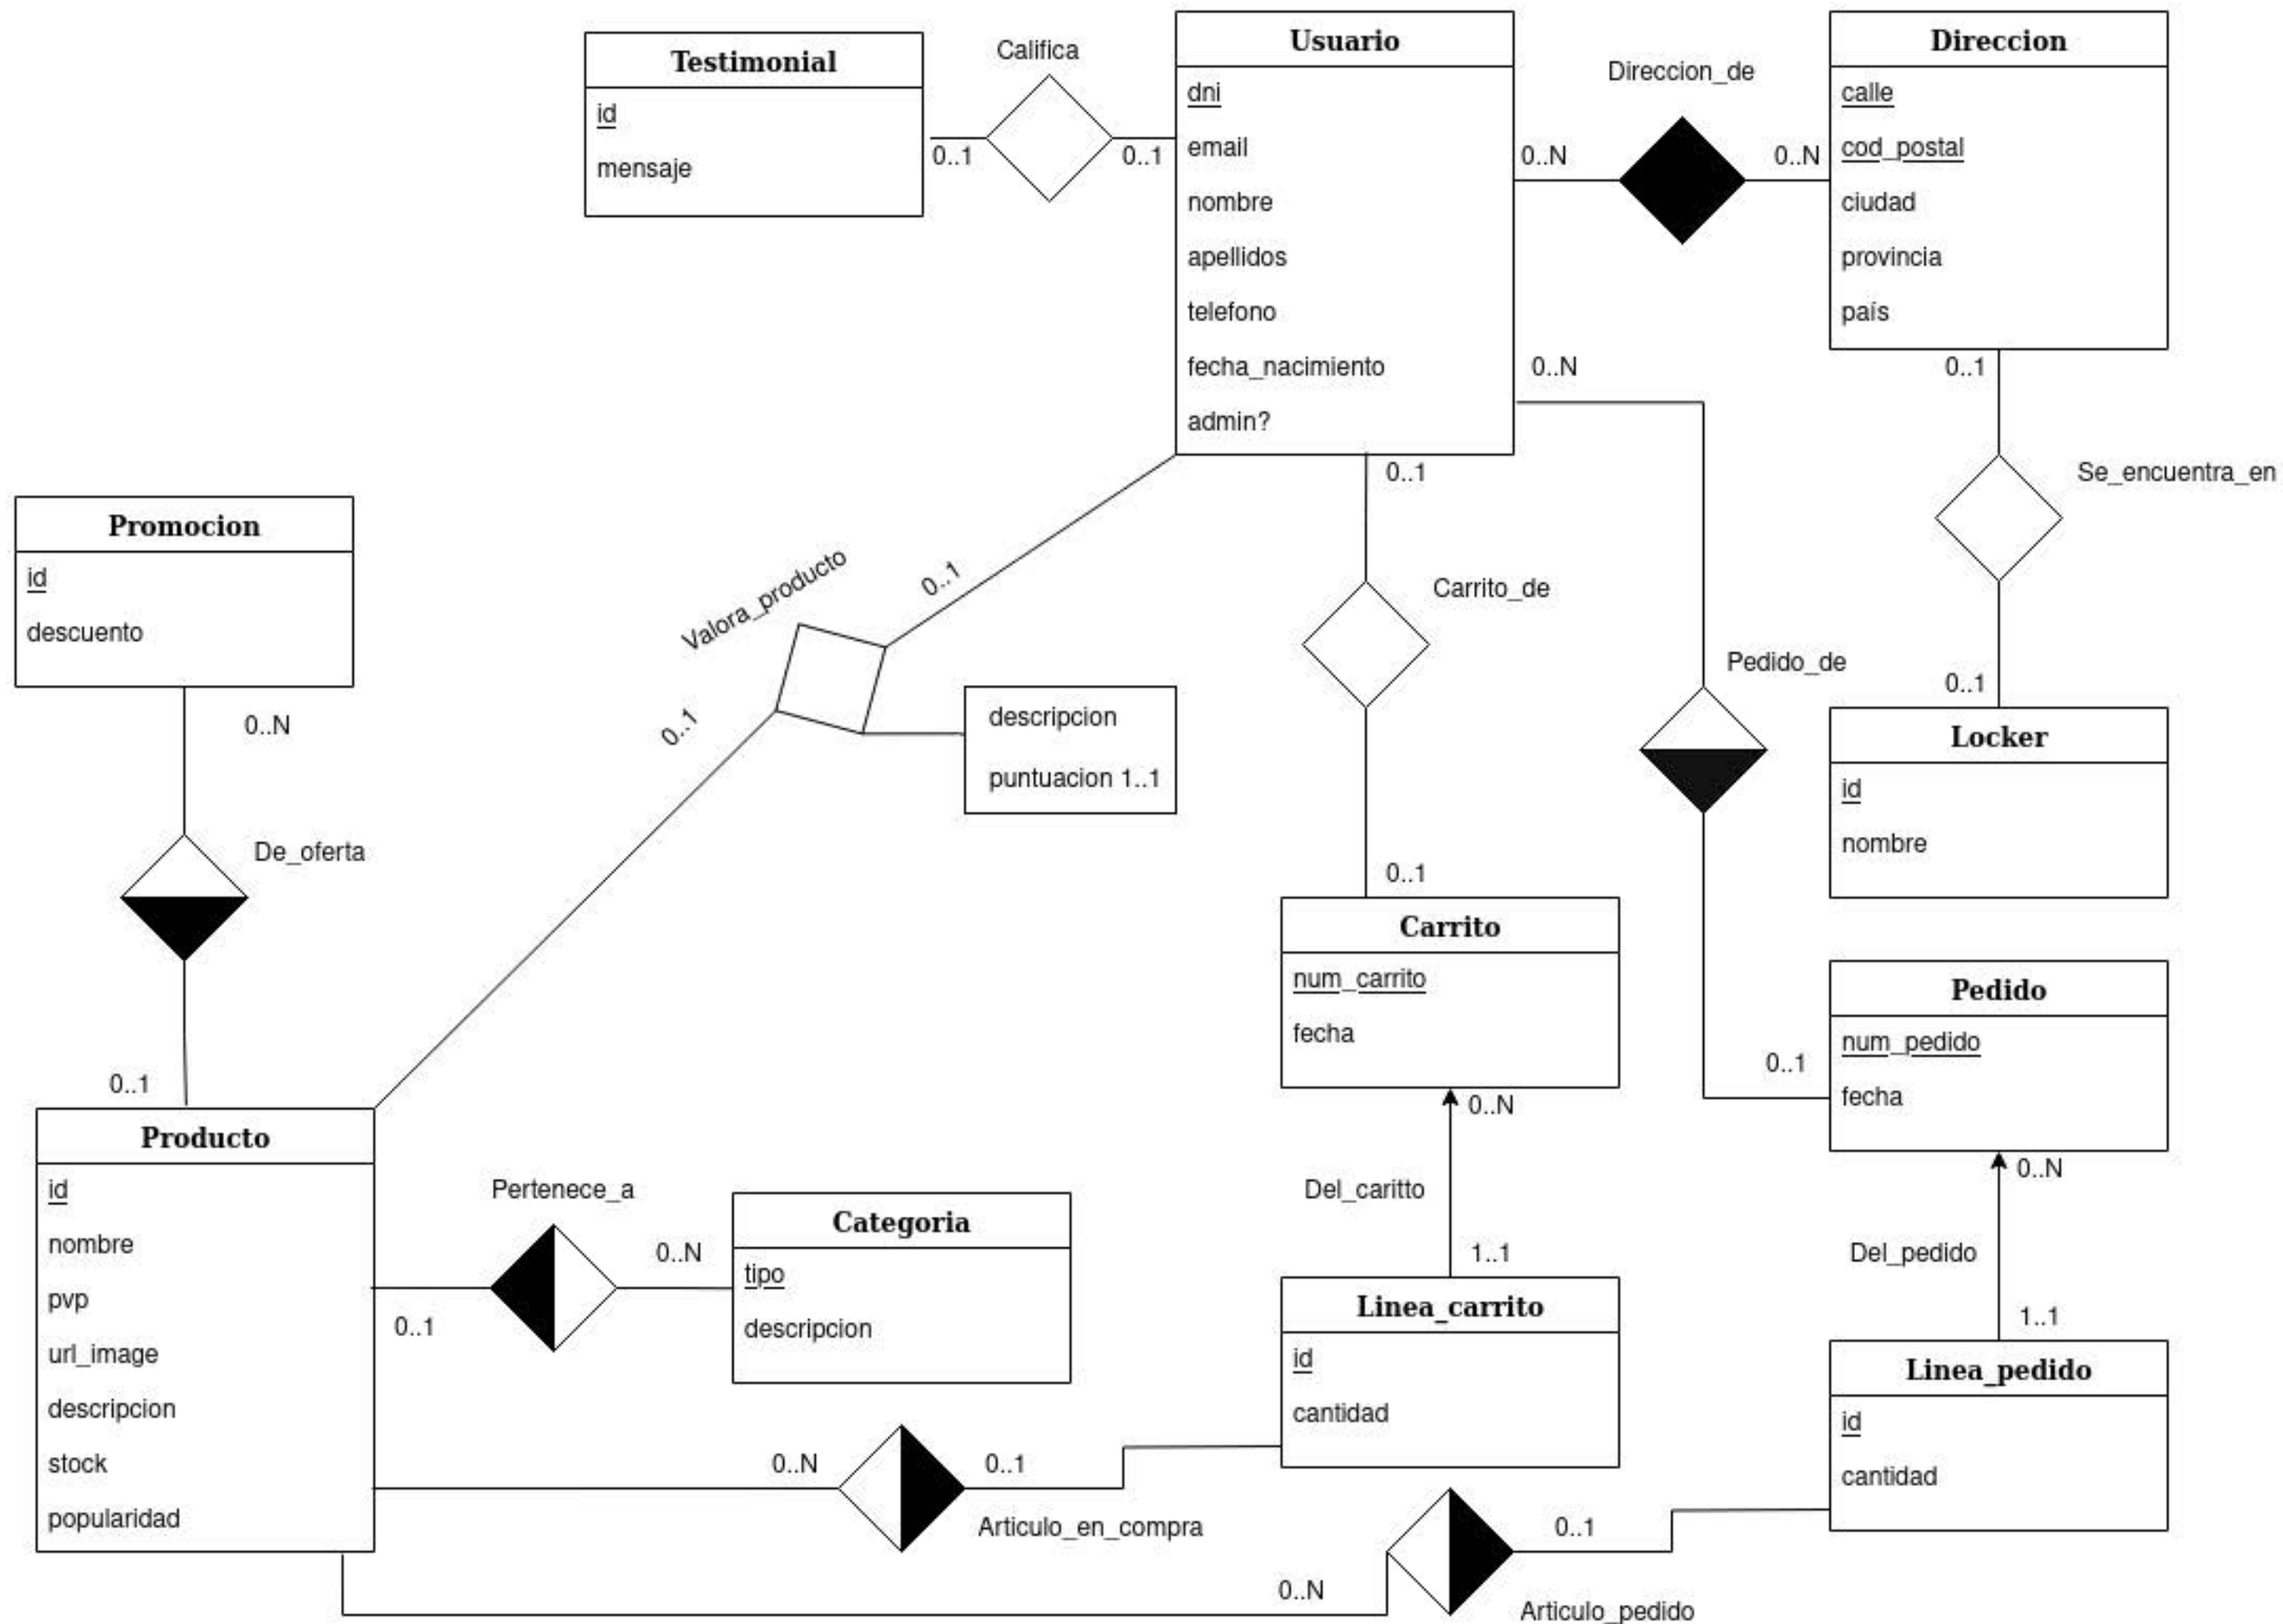 Testimonial
id
mensaje
Califica
0..1
0..1
Usuario
dni
email
nombre
apellidos
telefono
fecha_nacimiento
admin?
Direccion_de
0..N
0..N
Direccion
calle
cod_postal
ciudad
provincia
país
0..N
0..1
0..1
Se_encuentra_en
Promocion
id
descuento
0..N
Valora_producto
0..1
0..1
descripcion
puntuacion 1..1
Carrito_de
Pedido_de
0..1
Locker
id
nombre
De_oferta
0..1
Carrito
num_carrito
fecha
Pedido
num_pedido
fecha
0..1
0..1
Producto
id
nombre
pvp
url_image
descripcion
stock
popularidad
Pertenece_a
0..1
0..N
Categoria
tipo
descripcion
0..N
Del_caritto
1..1
Linea_carrito
id
cantidad
0..N
Del_pedido
1..1
Linea_pedido
id
cantidad
0..N
0..1
Articulo_en_compra
0..N
0..1
Articulo_pedido